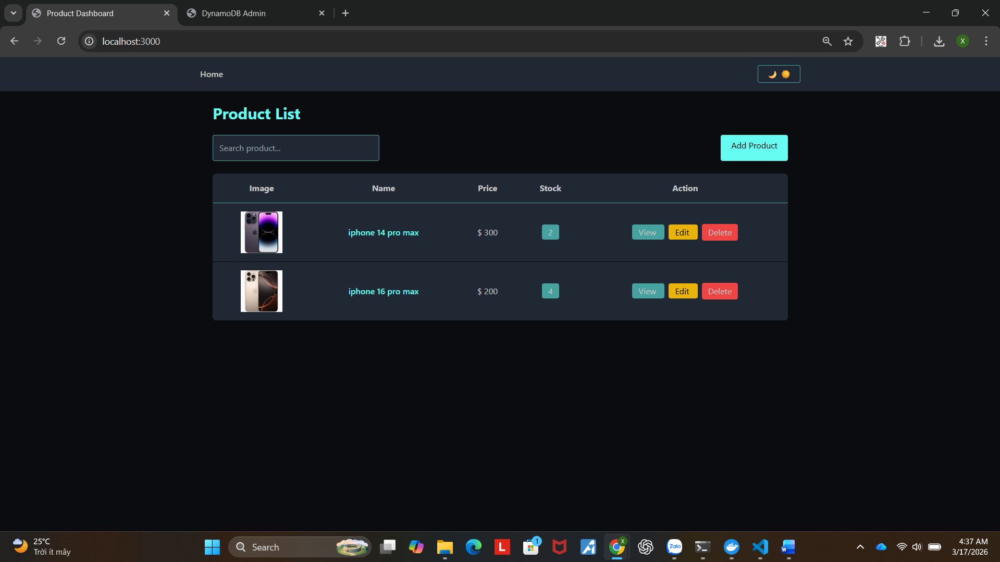 Product Dashboard
DynamoDB Admin
localhost:3000
X
Home
Product List
Search product...
Add Product
Image Name Price Stock Action
iphone 14 pro max $ 300 2 View Edit Delete
iphone 16 pro max $ 200 4 View Edit Delete
25°C
Trời ít mây
Search
L
1
X
Zalo
W
4:37 AM
3/17/2026